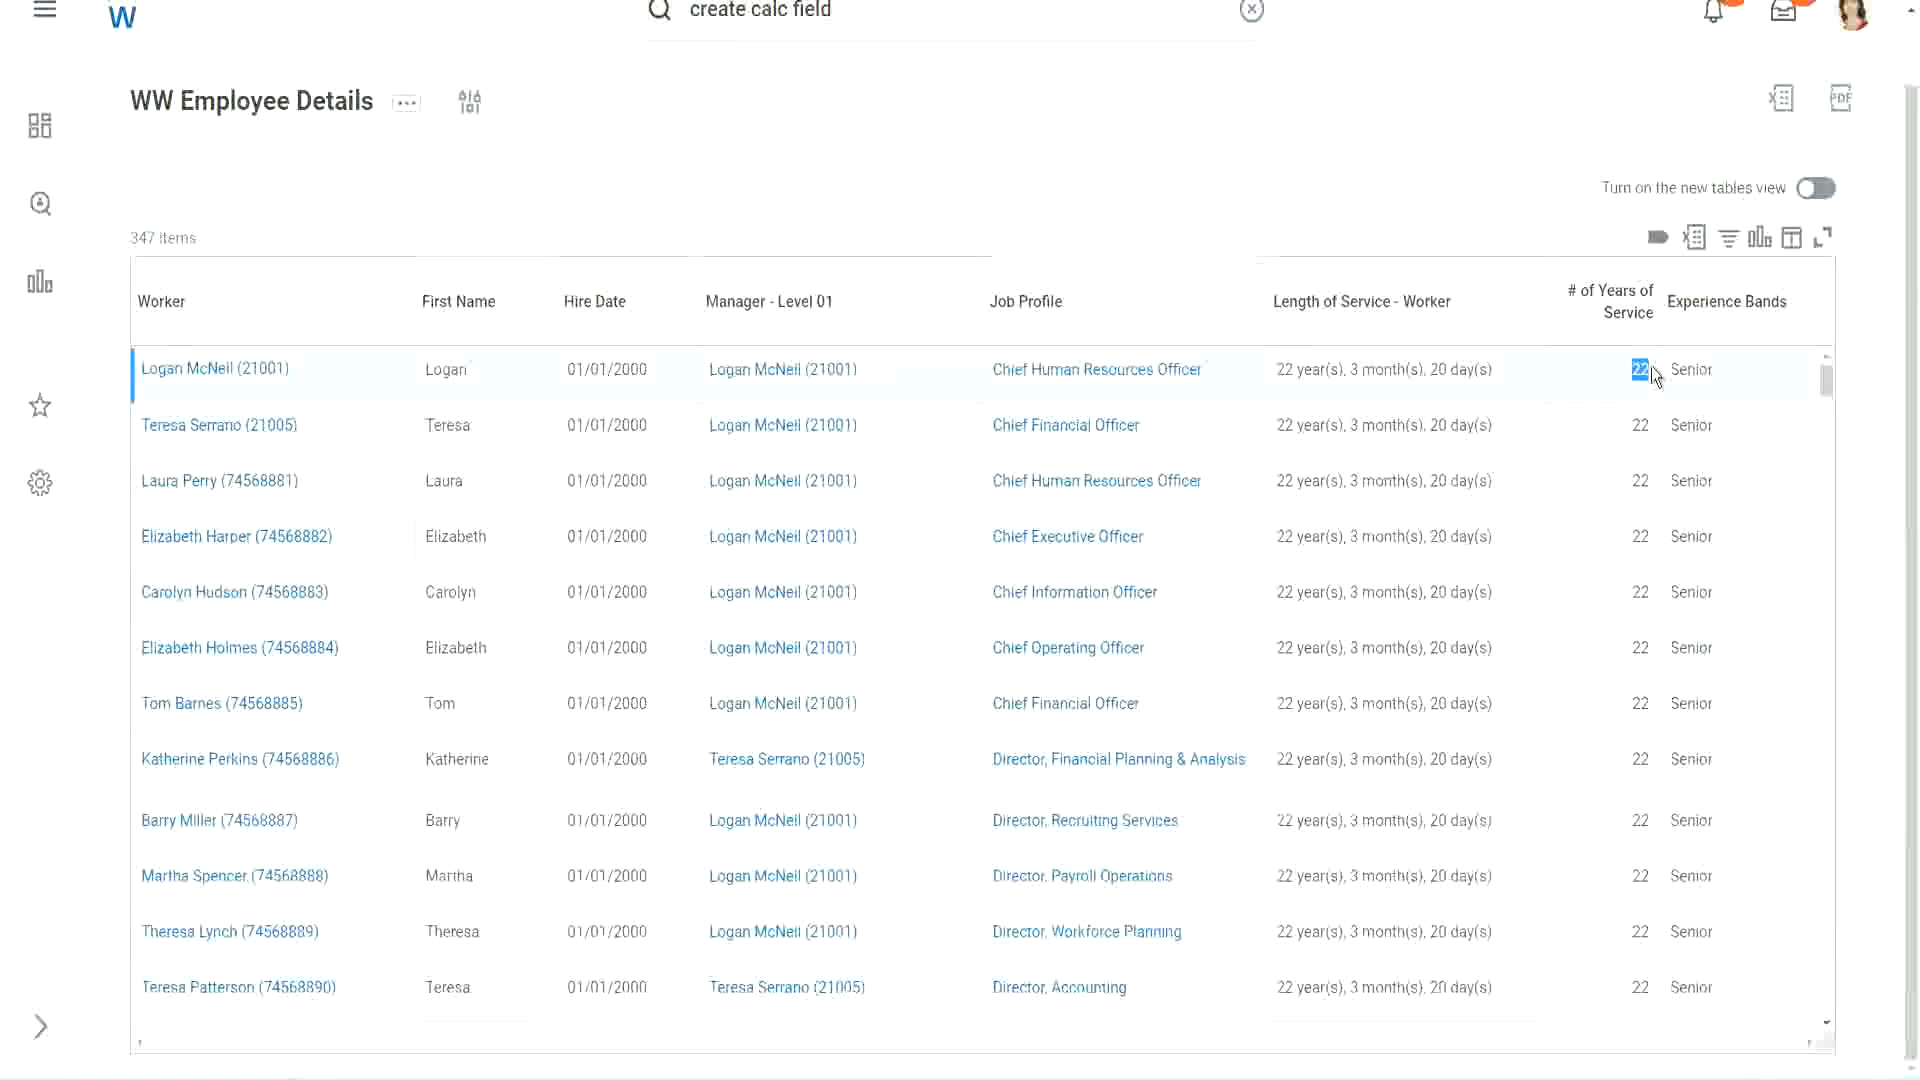 W
create calc field
WW Employee Details
PDF
Turn on the new tables view
347 items
Worker First Name Hire Date Manager - Level 01 Job Profile Length of Service - Worker # of Years of Service Experience Bands
Logan McNeil (21001) Logan 01/01/2000 Logan McNeil (21001) Chief Human Resources Officer 22 year(s), 3 month(s), 20 day(s) 22 Senior
Teresa Serrano (21005) Teresa 01/01/2000 Logan McNeil (21001) Chief Financial Officer 22 year(s), 3 month(s), 20 day(s) 22 Senior
Laura Perry (74568881) Laura 01/01/2000 Logan McNeil (21001) Chief Human Resources Officer 22 year(s), 3 month(s), 20 day(s) 22 Senior
Elizabeth Harper (74568882) Elizabeth 01/01/2000 Logan McNeil (21001) Chief Executive Officer 22 year(s), 3 month(s), 20 day(s) 22 Senior
Carolyn Hudson (74568883) Carolyn 01/01/2000 Logan McNeil (21001) Chief Information Officer 22 year(s), 3 month(s), 20 day(s) 22 Senior
Elizabeth Holmes (74568884) Elizabeth 01/01/2000 Logan McNeil (21001) Chief Operating Officer 22 year(s), 3 month(s), 20 day(s) 22 Senior
Tom Barnes (74568885) Tom 01/01/2000 Logan McNeil (21001) Chief Financial Officer 22 year(s), 3 month(s), 20 day(s) 22 Senior
Katherine Perkins (74568886) Katherine 01/01/2000 Teresa Serrano (21005) Director, Financial Planning & Analysis 22 year(s), 3 month(s), 20 day(s) 22 Senior
Barry Miller (74568887) Barry 01/01/2000 Logan McNeil (21001) Director, Recruiting Services 22 year(s), 3 month(s), 20 day(s) 22 Senior
Martha Spencer (74568888) Martha 01/01/2000 Logan McNeil (21001) Director, Payroll Operations 22 year(s), 3 month(s), 20 day(s) 22 Senior
Theresa Lynch (74568889) Theresa 01/01/2000 Logan McNeil (21001) Director, Workforce Planning 22 year(s), 3 month(s), 20 day(s) 22 Senior
Teresa Patterson (74568890) Teresa 01/01/2000 Teresa Serrano (21005) Director, Accounting 22 year(s), 3 month(s), 20 day(s) 22 Senior